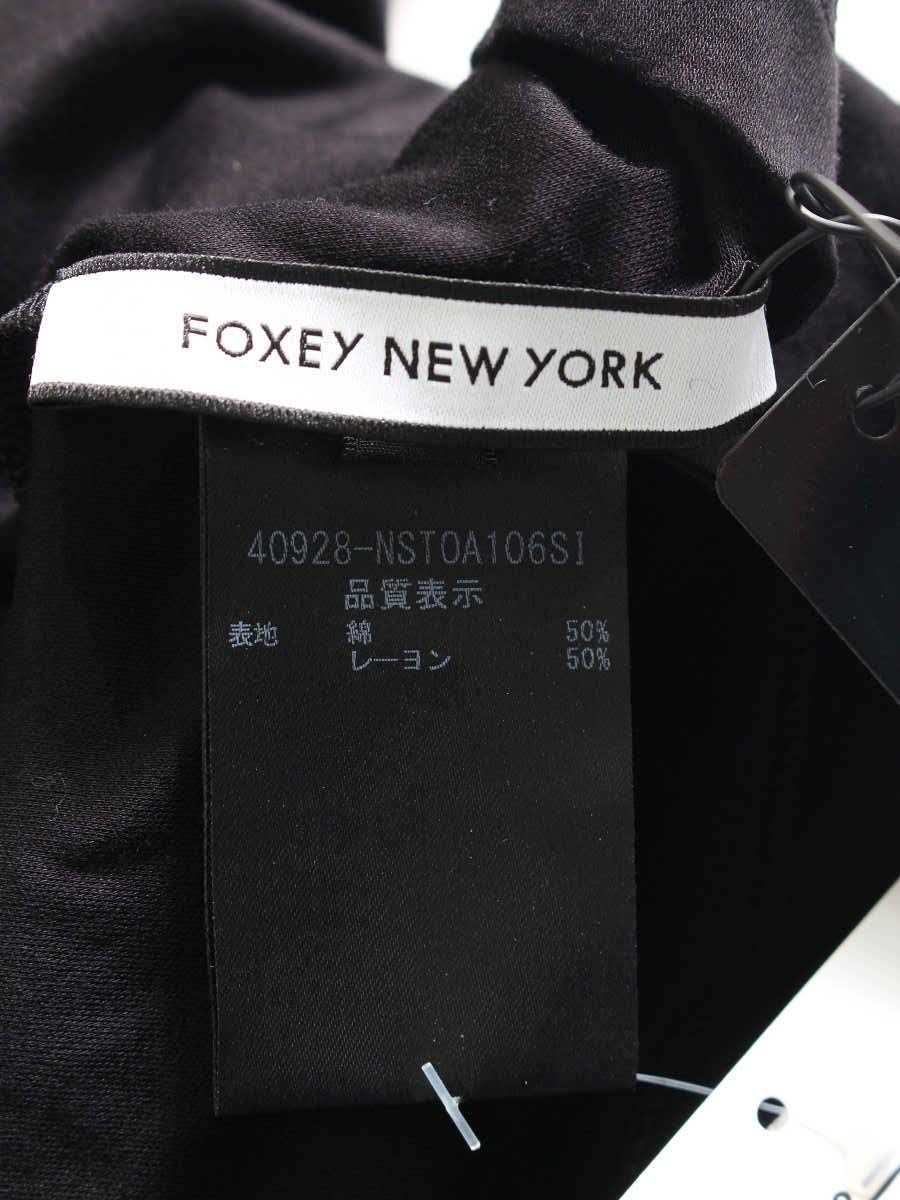 FOXEY NEW YORK
40928-NSTOA106SI
品質表示
表地 綿 50%
レーヨン 50%